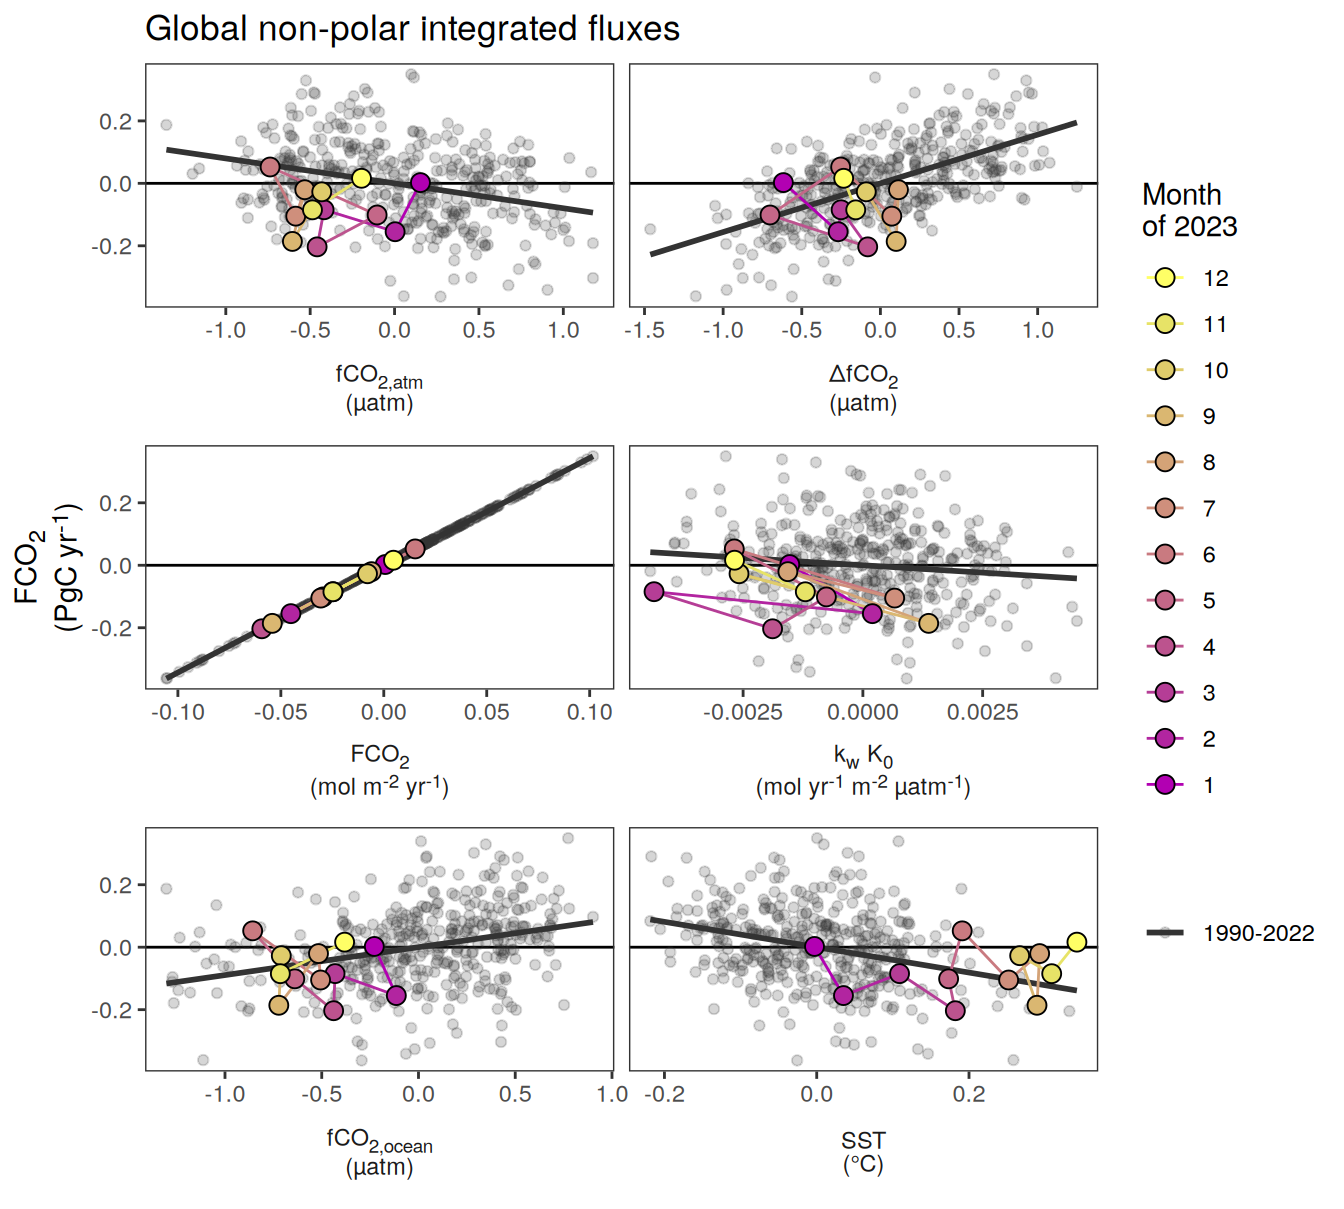 Global non-polar integrated fluxes
0.2
0.0
-0.2
-1.0 -0.5 0.0 0.5 1.0
fCO2,atm
(µatm)
-1.5 -1.0 -0.5 0.0 0.5 1.0
ΔfCO2
(µatm)
FCO2
(PgC yr-1)
0.2
0.0
-0.2
-0.10 -0.05 0.00 0.05 0.10
FCO2
(mol m-2 yr-1)
-0.0025 0.0000 0.0025
kw K0
(mol yr-1 m-2 µatm-1)
0.2
0.0
-0.2
-1.0 -0.5 0.0 0.5 1.0
fCO2,ocean
(µatm)
-0.2 0.0 0.2
SST
(°C)
Month
of 2023
12
11
10
9
8
7
6
5
4
3
2
1
1990-2022